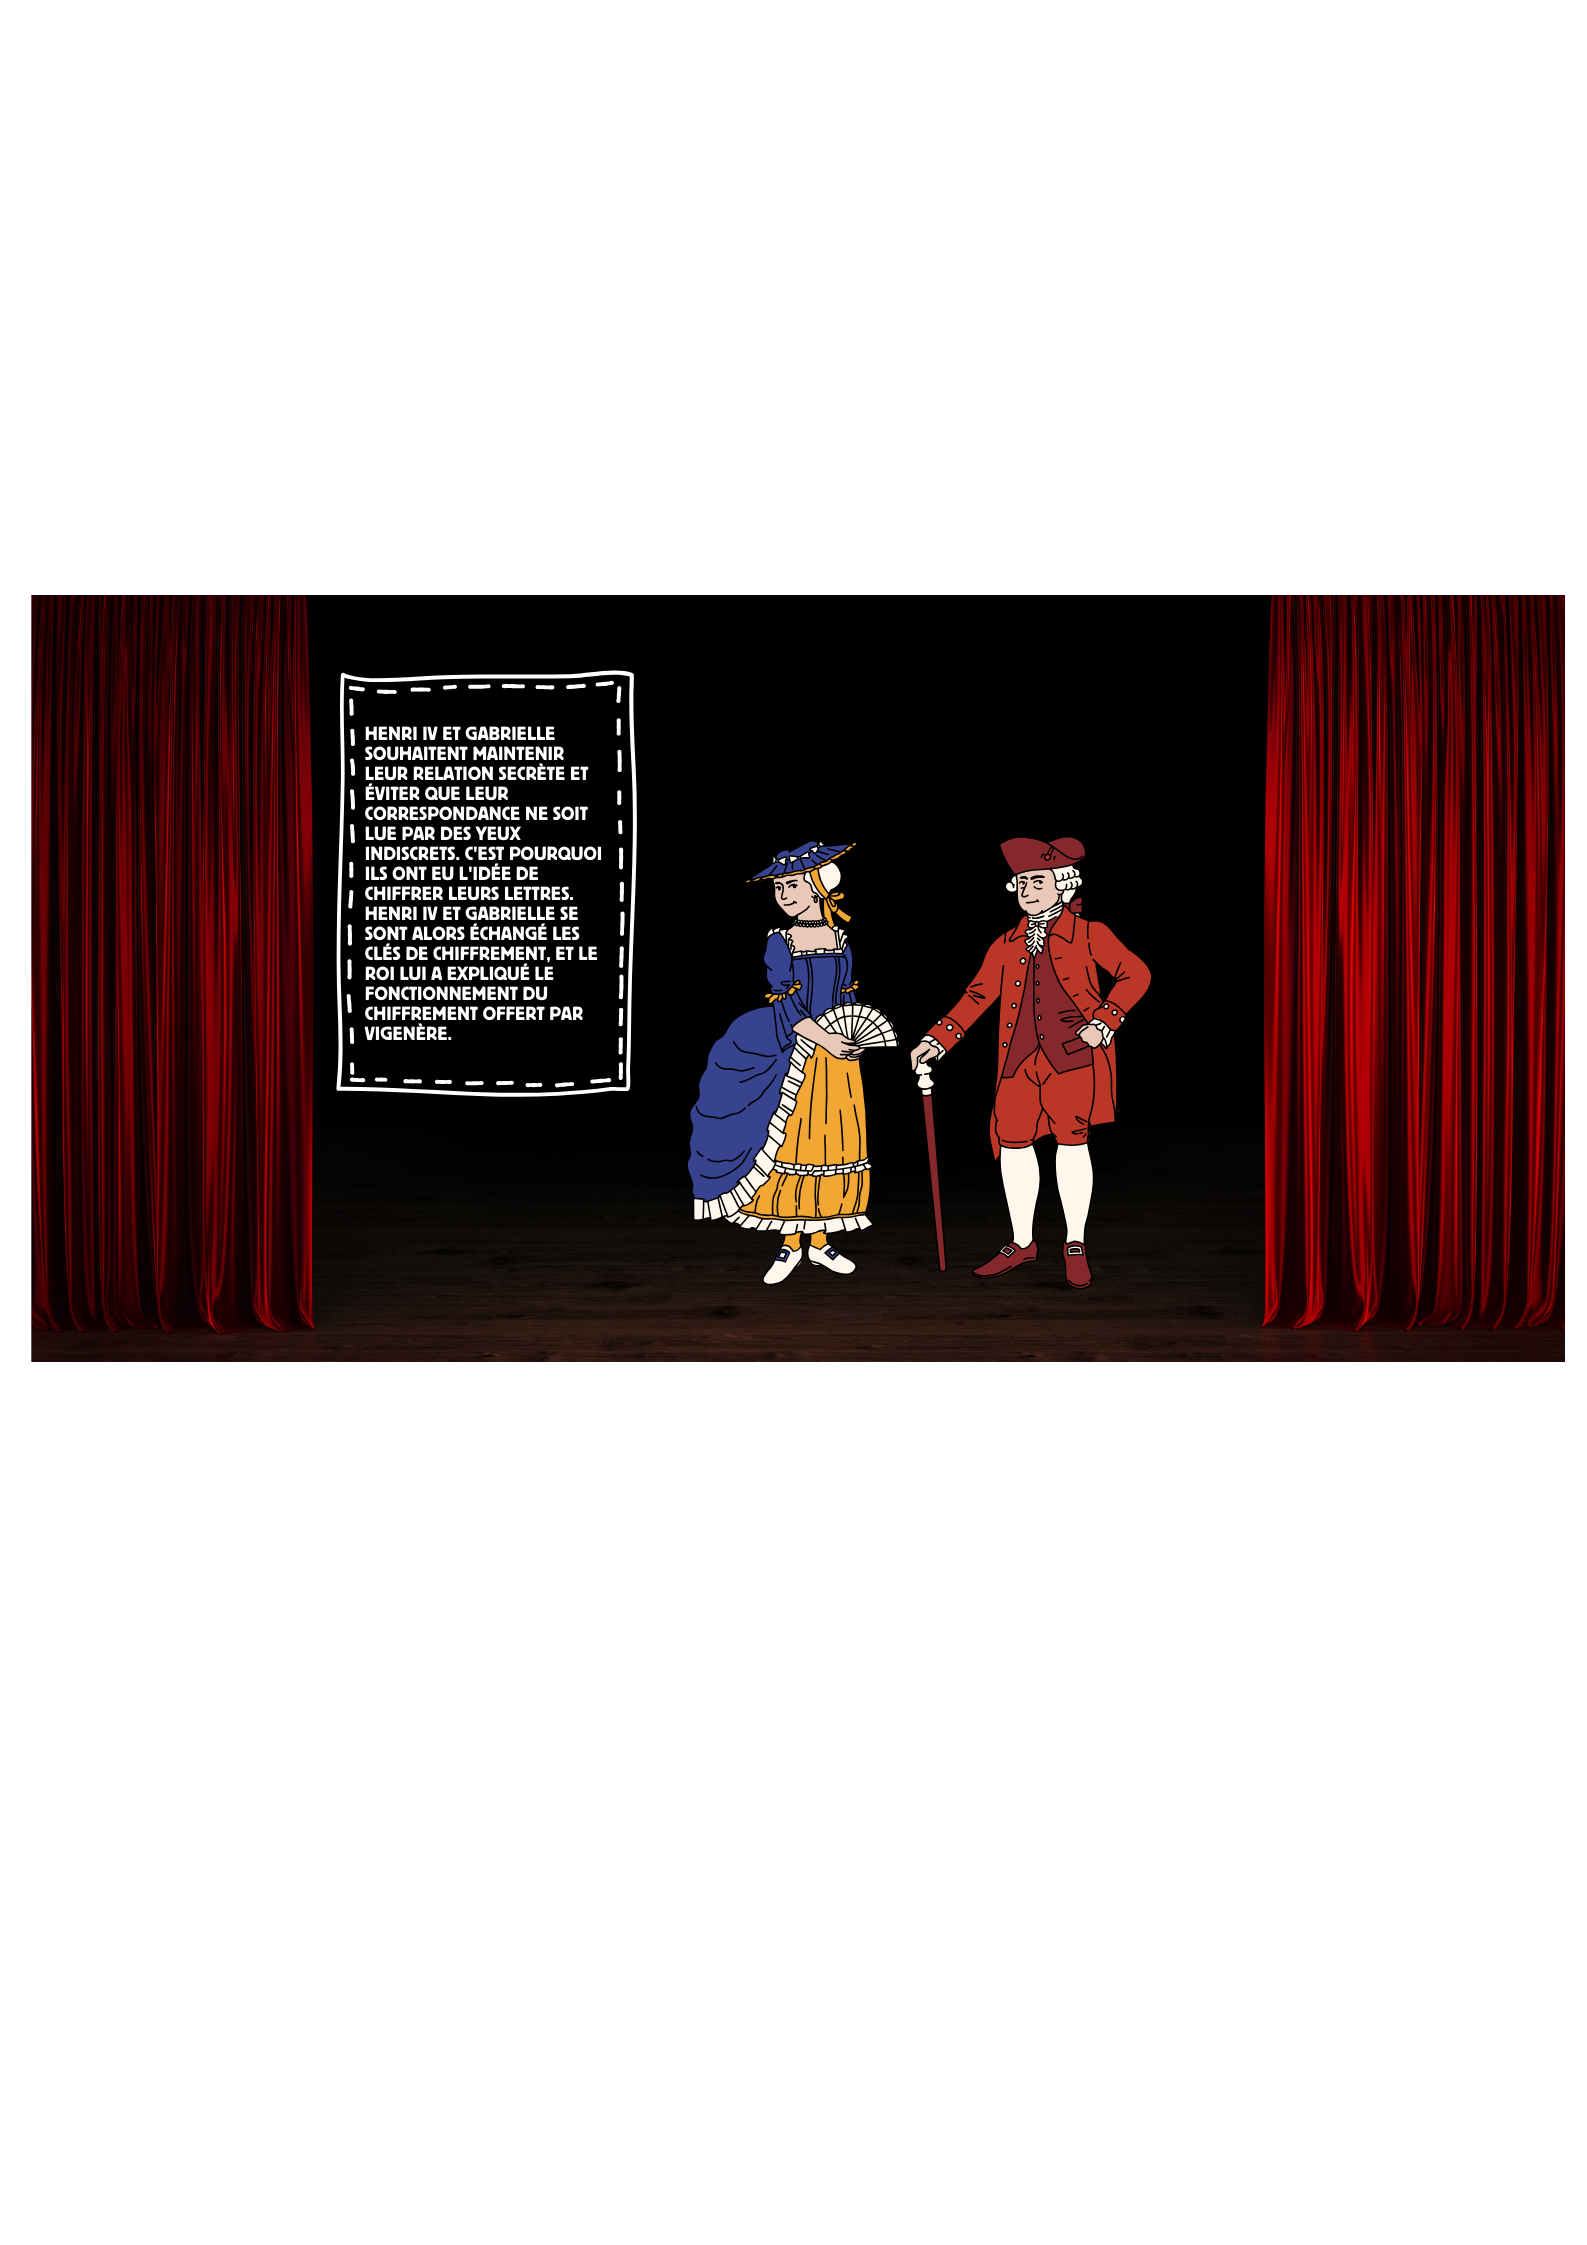 HENRI IV ET GABRIELLE
SOUHAITENT MAINTENIR
LEUR RELATION SECRÈTE ET
ÉVITER QUE LEUR
CORRESPONDANCE NE SOIT
LUE PAR DES YEUX
INDISCRETS. C'EST POURQUOI
ILS ONT EU L'IDÉE DE
CHIFFRER LEURS LETTRES.
HENRI IV ET GABRIELLE SE
SONT ALORS ÉCHANGÉ LES
CLÉS DE CHIFFREMENT, ET LE
ROI LUI A EXPLIQUÉ LE
FONCTIONNEMENT DU
CHIFFREMENT OFFERT PAR
VIGENÈRE.